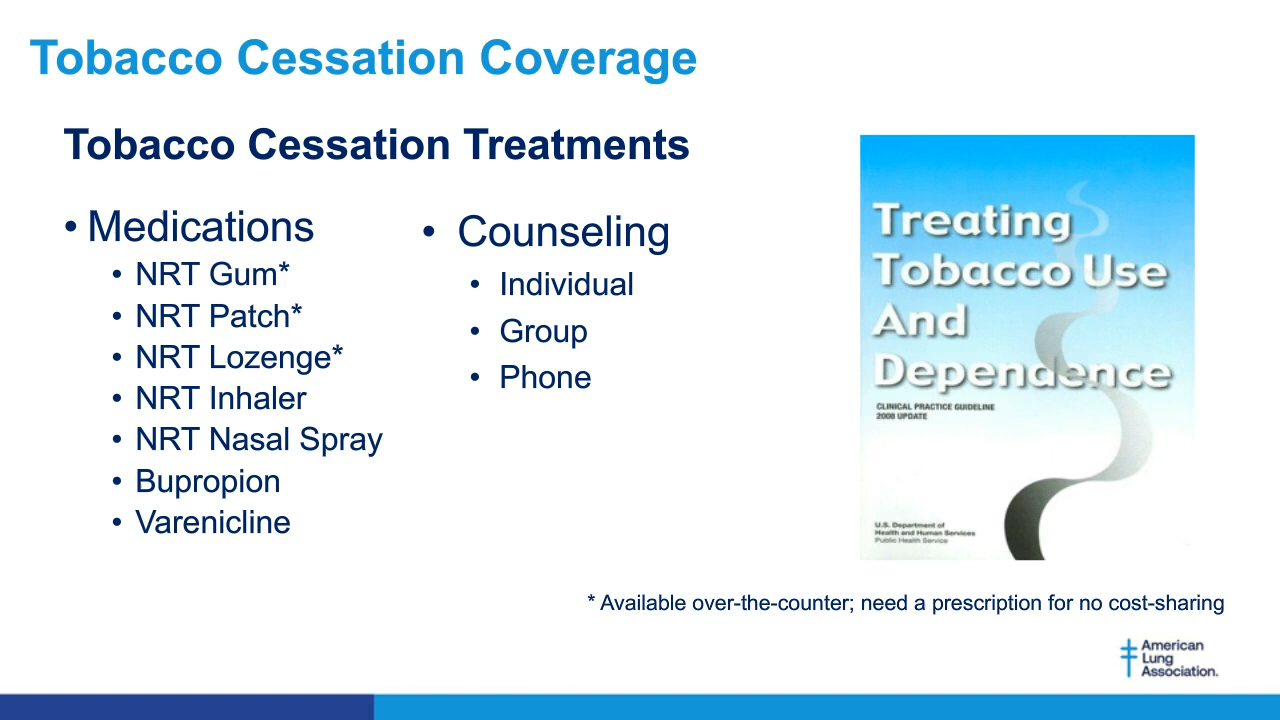 Tobacco Cessation Coverage
Tobacco Cessation Treatments
• Medications
• NRT Gum*
• NRT Patch*
• NRT Lozenge*
• NRT Inhaler
• NRT Nasal Spray
• Bupropion
• Varenicline
• Counseling
• Individual
• Group
• Phone
Treating
Tobacco Use
And
Dependence
CLINICAL PRACTICE GUIDELINE
2008 UPDATE
U.S. Department of
Health and Human Services
Public Health Service
* Available over-the-counter; need a prescription for no cost-sharing
American
Lung
Association.